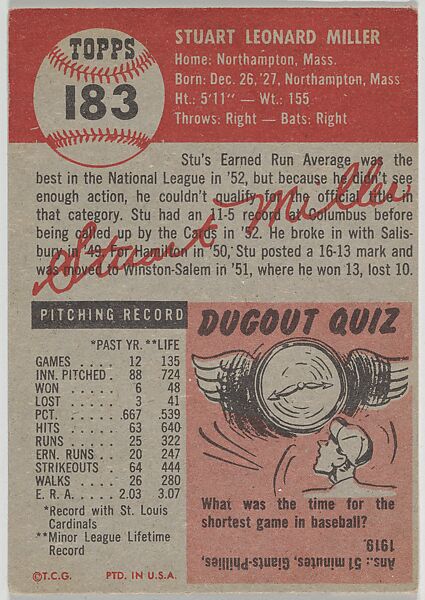 TOPPS
183
STUART LEONARD MILLER
Home: Northampton, Mass.
Born: Dec. 26, '27, Northampton, Mass
Ht.: 5'11" — Wt.: 155
Throws: Right — Bats: Right
Stu's Earned Run Average was the
best in the National League in '52, but because he didn't see
enough action, he couldn't qualify for the official title in
that category. Stu had an 11-5 record at Columbus before
being called up by the Cards in '52. He broke in with Salis-
bury in '49. For Hamilton in '50, Stu posted a 16-13 mark and
was moved to Winston-Salem in '51, where he won 13, lost 10.
Stuart Miller
PITCHING RECORD
*PAST YR. **LIFE
GAMES . . . . 12 135
INN. PITCHED . 88 724
WON . . . . . 6 48
LOST . . . . . 3 41
PCT. . . . . . .667 .539
HITS . . . . . 63 640
RUNS . . . . . 25 322
ERN. RUNS . . 20 247
STRIKEOUTS . 64 444
WALKS . . . . 26 280
E. R. A. . . . . 2.03 3.07
*Record with St. Louis
Cardinals
**Minor League Lifetime
Record
©T.C.G. PTD. IN U.S.A.
DUGOUT QUIZ
What was the time for the
shortest game in baseball?
Ans.: 51 minutes, Giants-Phillies,
1919.